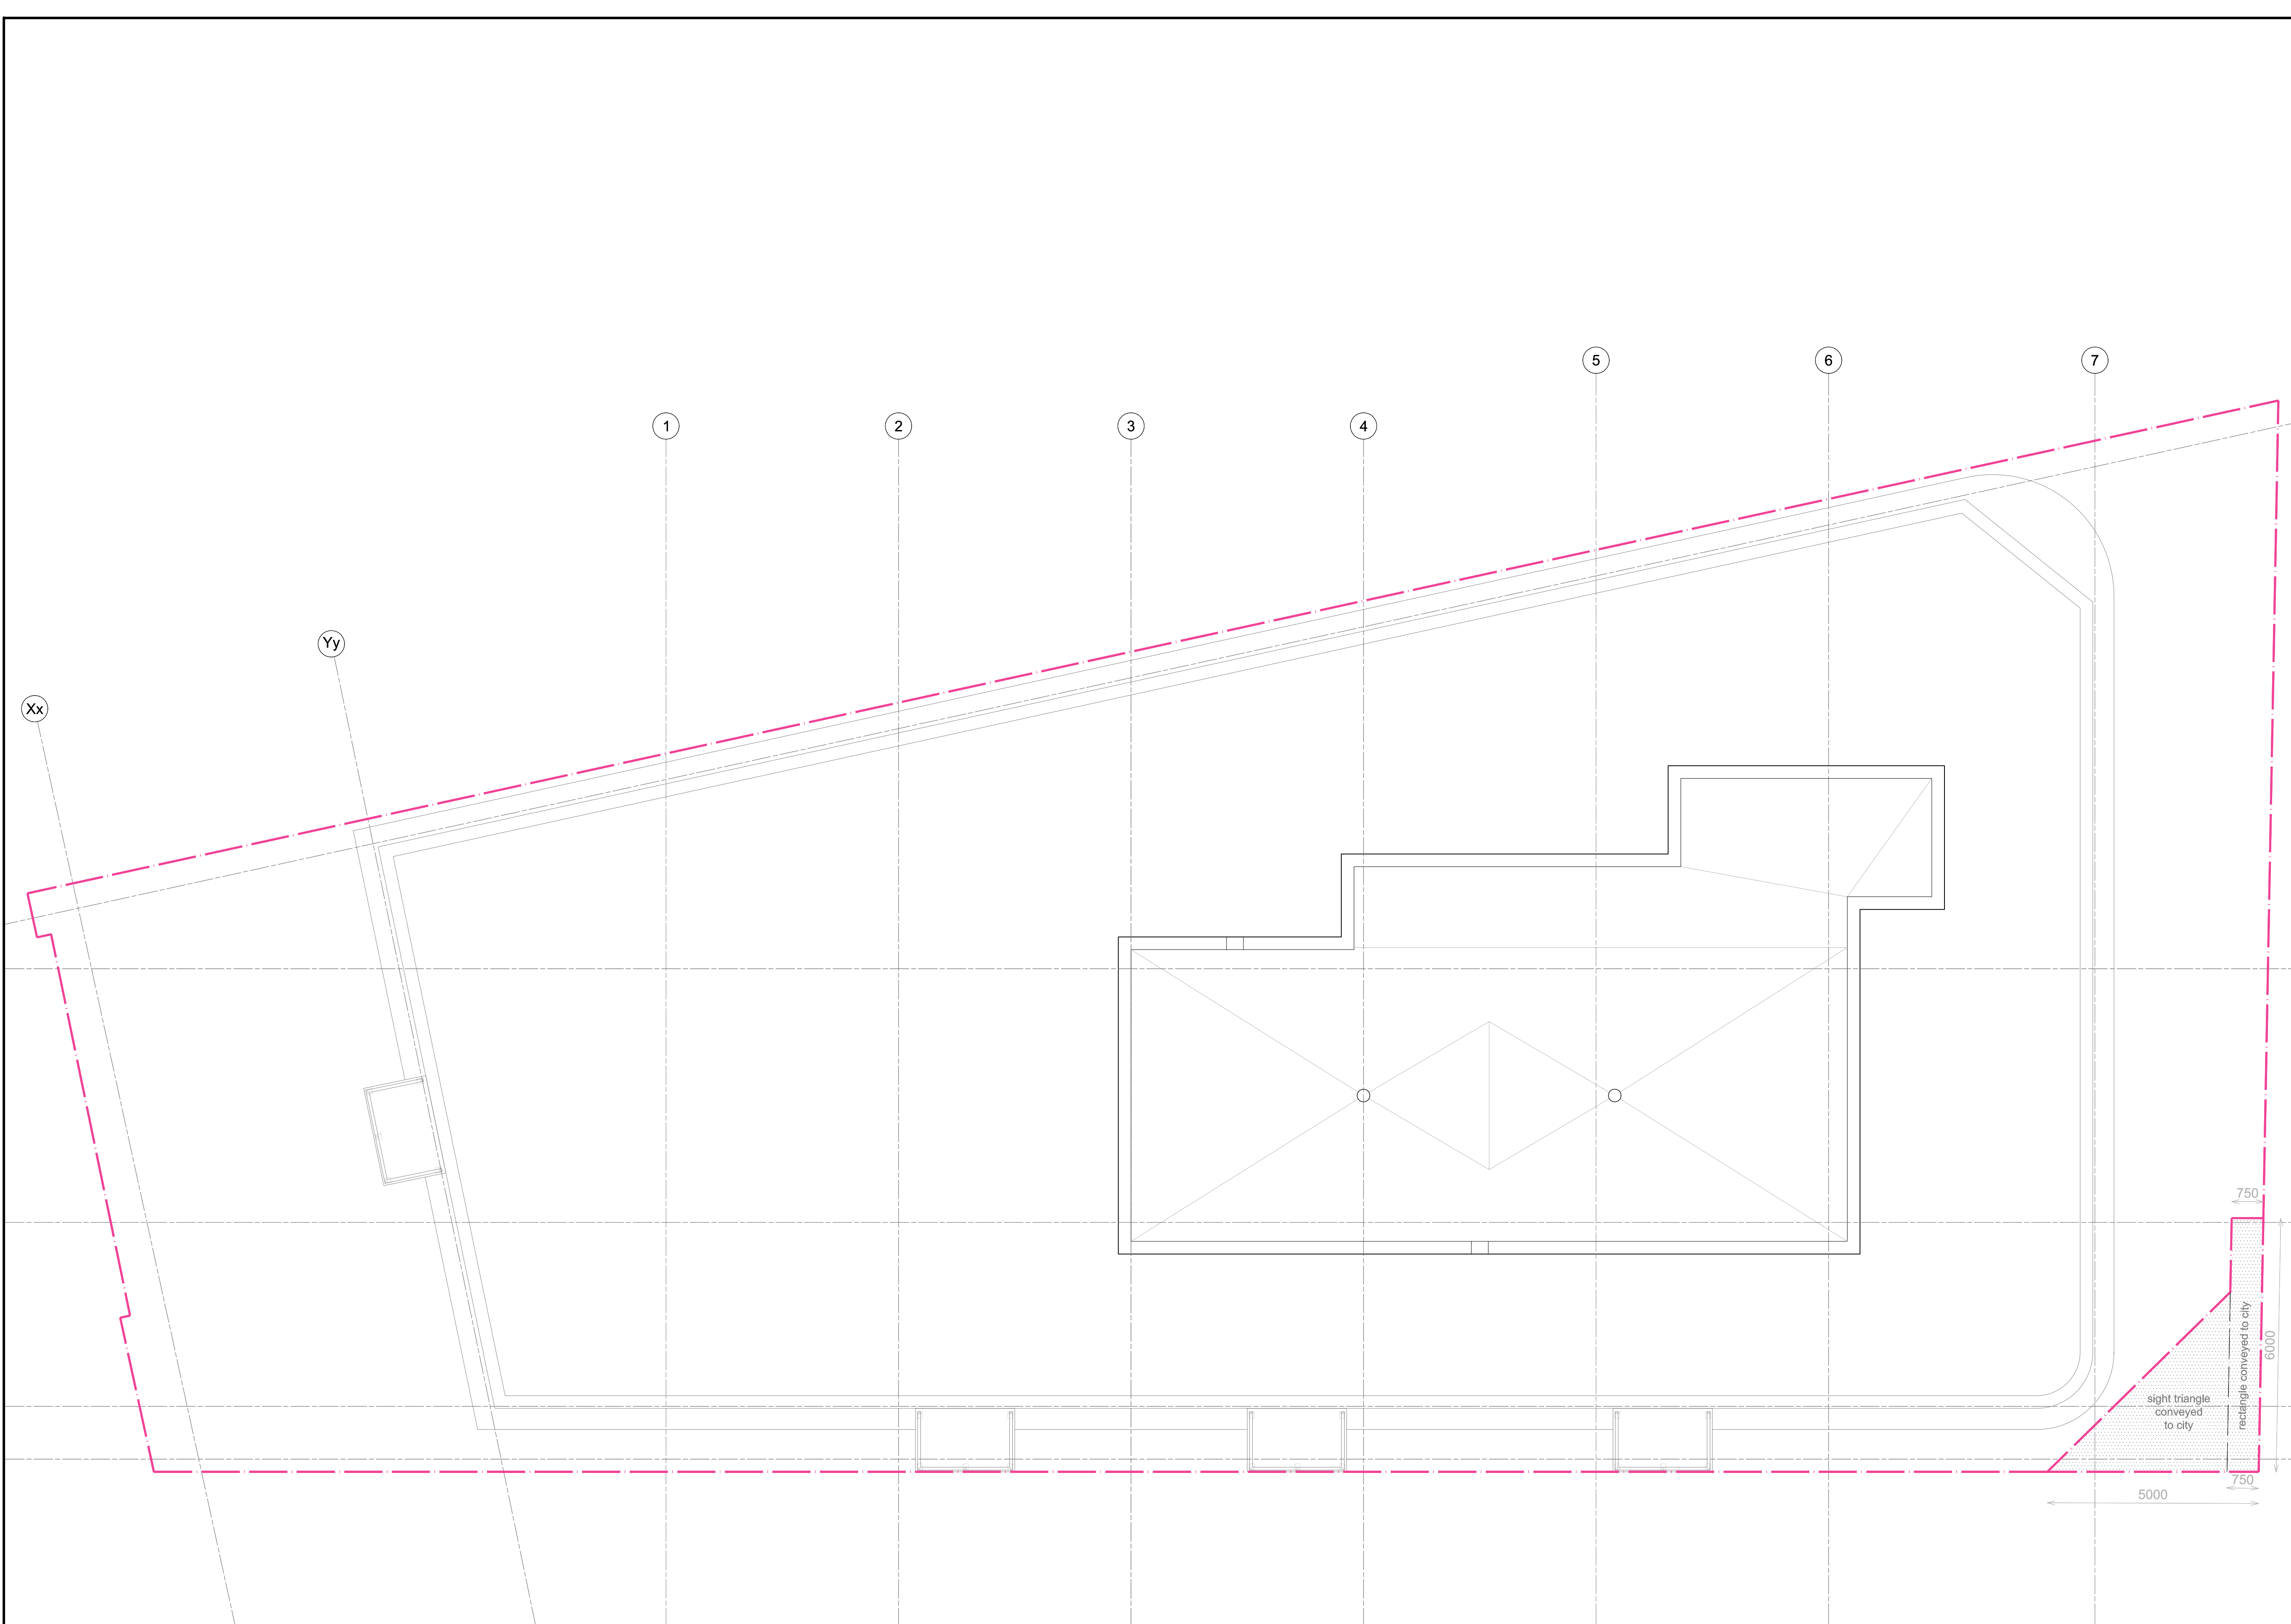 5
6
7
1
2
3
4
Yy
Xx
750
rectangle conveyed to city
6000
sight triangle
conveyed
to city
750
5000